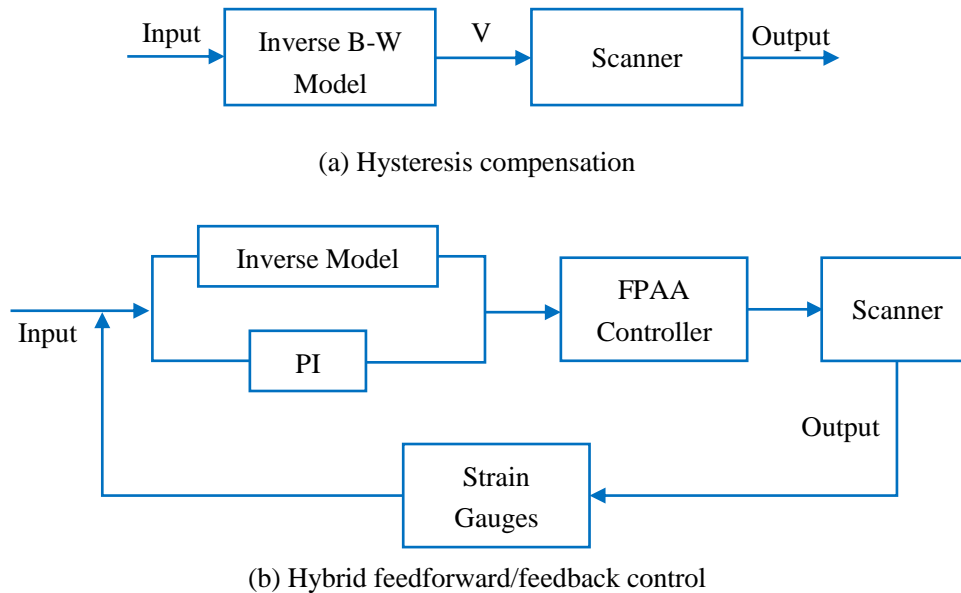 Input
Inverse B-W
Model
V
Scanner
Output
(a) Hysteresis compensation
Input
Inverse Model
PI
FPAA
Controller
Scanner
Output
Strain
Gauges
(b) Hybrid feedforward/feedback control